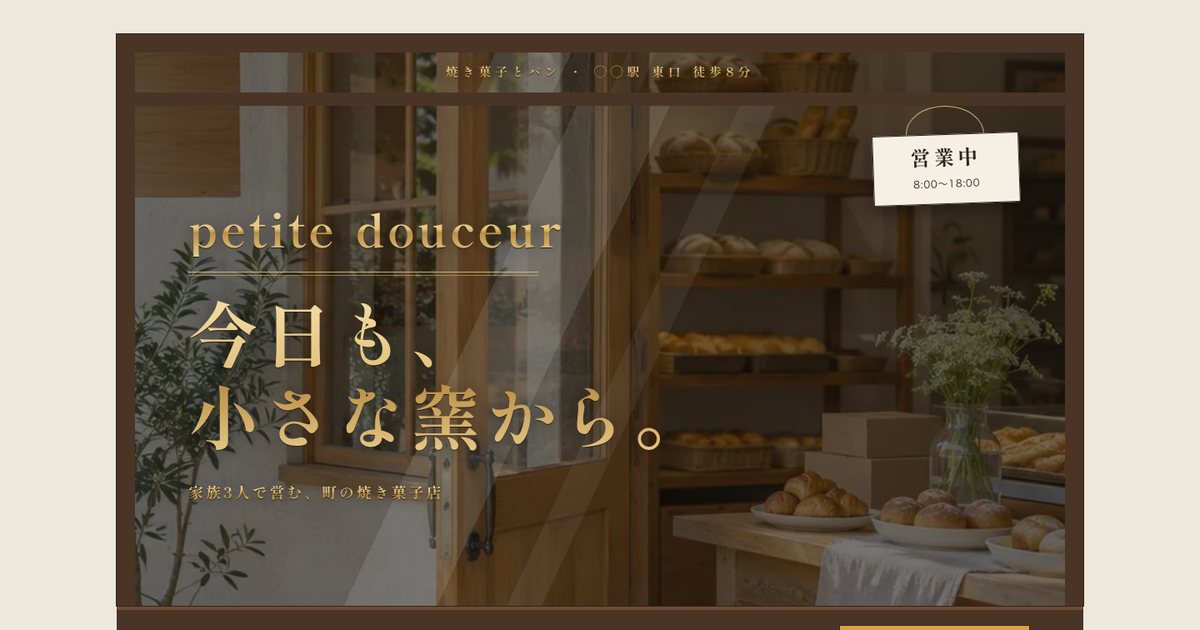 焼き菓子とパン ・ 〇〇駅 東口 徒歩8分
営業中
8:00〜18:00
petite douceur
今日も、
小さな窯から。
家族3人で営む、町の焼き菓子店